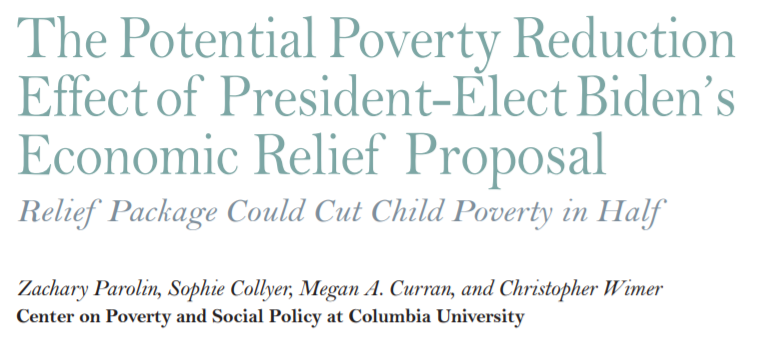 The Potential Poverty Reduction
Effect of President-Elect Biden's
Economic Relief Proposal
Relief Package Could Cut Child Poverty in Half
Zachary Parolin, Sophie Collyer, Megan A. Curran, and Christopher Wimer
Center on Poverty and Social Policy at Columbia University